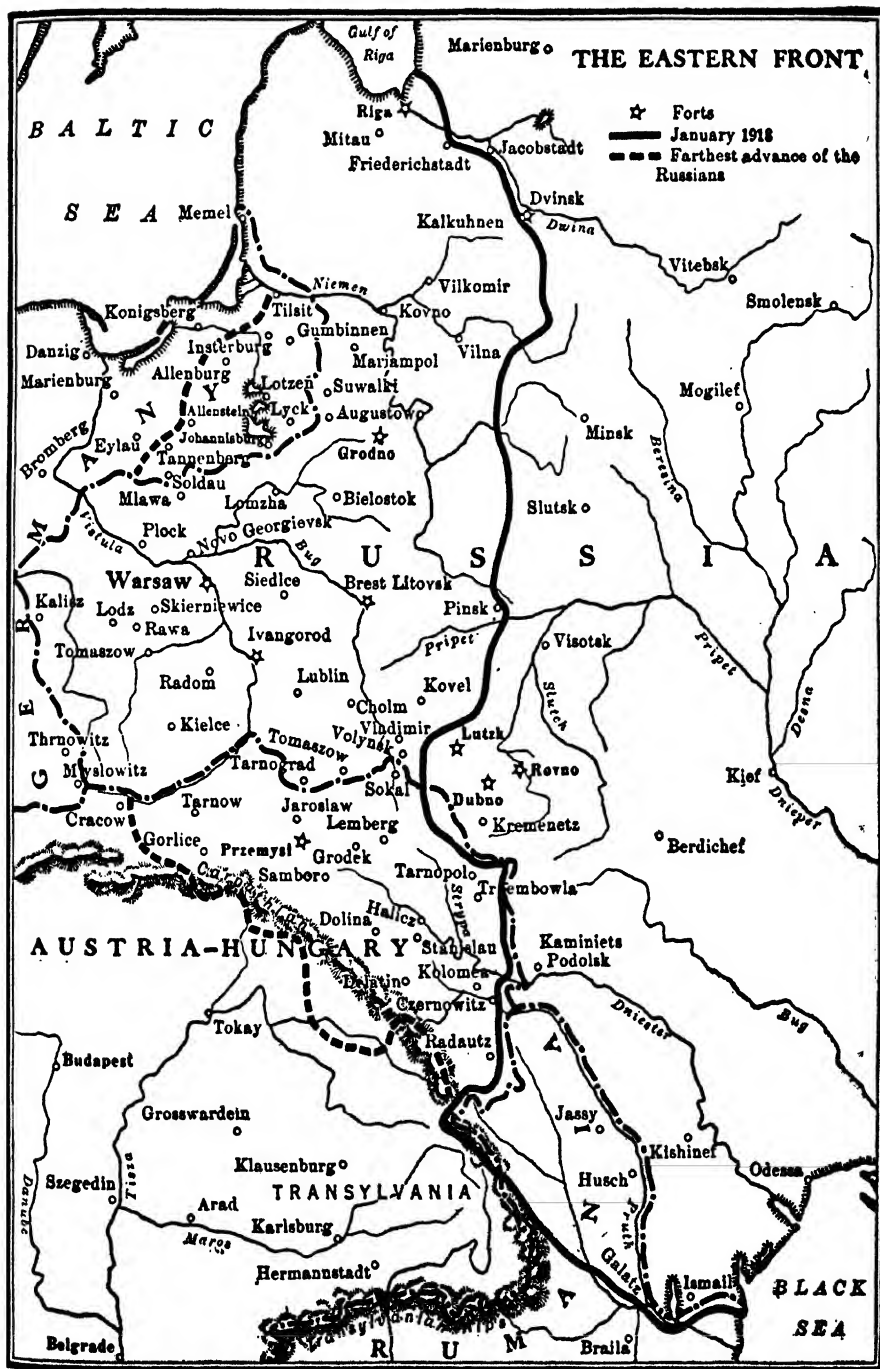 Gulf of
Riga
Marienburg
THE EASTERN FRONT
Forts
January 1918
Farthest advance of the
Russians
BALTIC
SEA
Riga
Mitau
Friederichstadt
Jacobstadt
Dvinsk
Dwina
Kalkuhnen
Memel
Vitebsk
Smolensk
Niemen
Vilkomir
Konigsberg
Tilsit
Kovno
Gumbinnen
Insterburg
Mariampol
Vilna
Danzig
Marienburg
Allenburg
Lotzen
Suwalki
Mogilef
Allenstein
Lyck
Augustowo
Minsk
Beresina
Bromberg
Eylau
Johannisburg
Grodno
Tannenberg
Soldau
Mlawa
Lomzha
Bielostok
Slutsk
Vistula
Plock
Novo Georgievsk
Bug
RUSSIA
GERMANY
Warsaw
Siedlce
Brest Litovsk
Kalisz
Lodz
Skierniewice
Pinsk
Rawa
Ivangorod
Pripet
Visotsk
Pripet
Tomaszow
Radom
Lublin
Kovel
Desna
Cholm
Slutch
Kielce
Vladimir
Volynsk
Lutzk
Thrnowitz
Tomaszow
Rovno
Myslowitz
Tarnograd
Sokal
Dubno
Kief
Dnieper
Cracow
Tarnow
Jaroslaw
Kremenetz
Lemberg
Berdichef
Gorlice
Przemysl
Grodek
Carpathian
Samboro
Tarnopol
Trembowla
Strypa
Dolina
Halicz
Stanislau
Kaminiets
Podolsk
AUSTRIA-HUNGARY
Kolomea
Delatin
Czernowitz
Dniester
Bug
Tokay
Radautz
Budapest
Grosswardein
Jassy
Kishinef
Klausenburg
Odessa
Husch
Szegedin
Tisza
TRANSYLVANIA
Danube
Arad
Pruth
Karlsburg
Maros
Galatz
Ismail
Hermannstadt
BLACK
SEA
Transylvanian Alps
Belgrade
Braila
RUMANIA